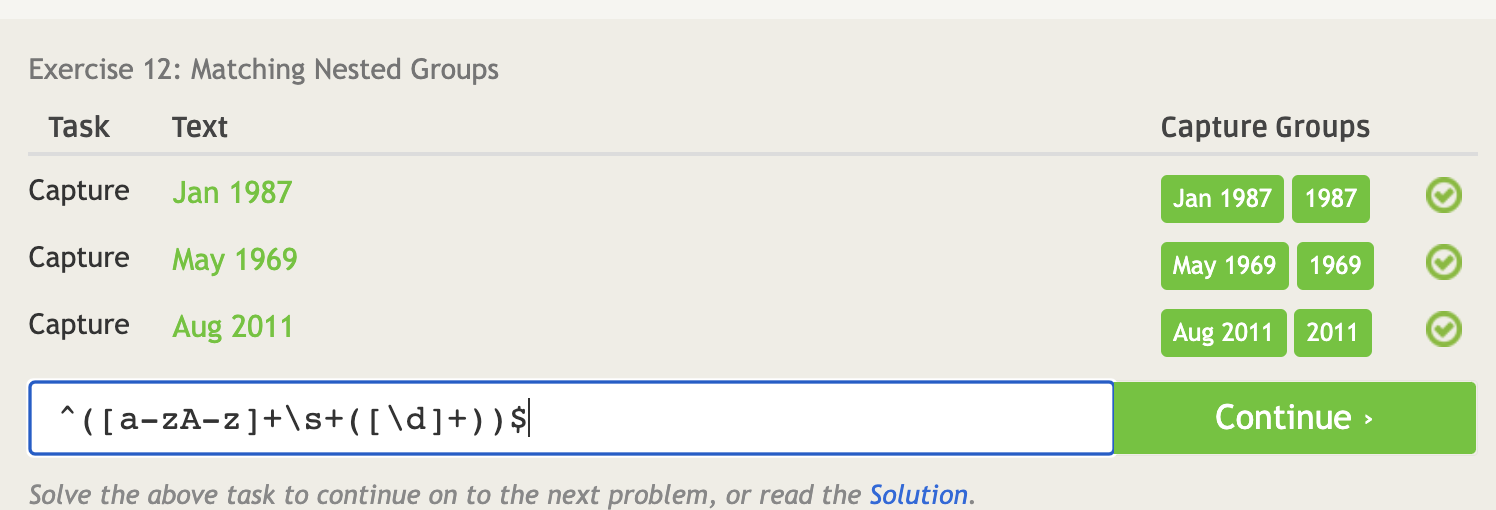 Exercise 12: Matching Nested Groups
Task Text Capture Groups
Capture Jan 1987 Jan 1987 1987
Capture May 1969 May 1969 1969
Capture Aug 2011 Aug 2011 2011
^([a-zA-z]+\s+([\d]+))$ Continue ›
Solve the above task to continue on to the next problem, or read the Solution.